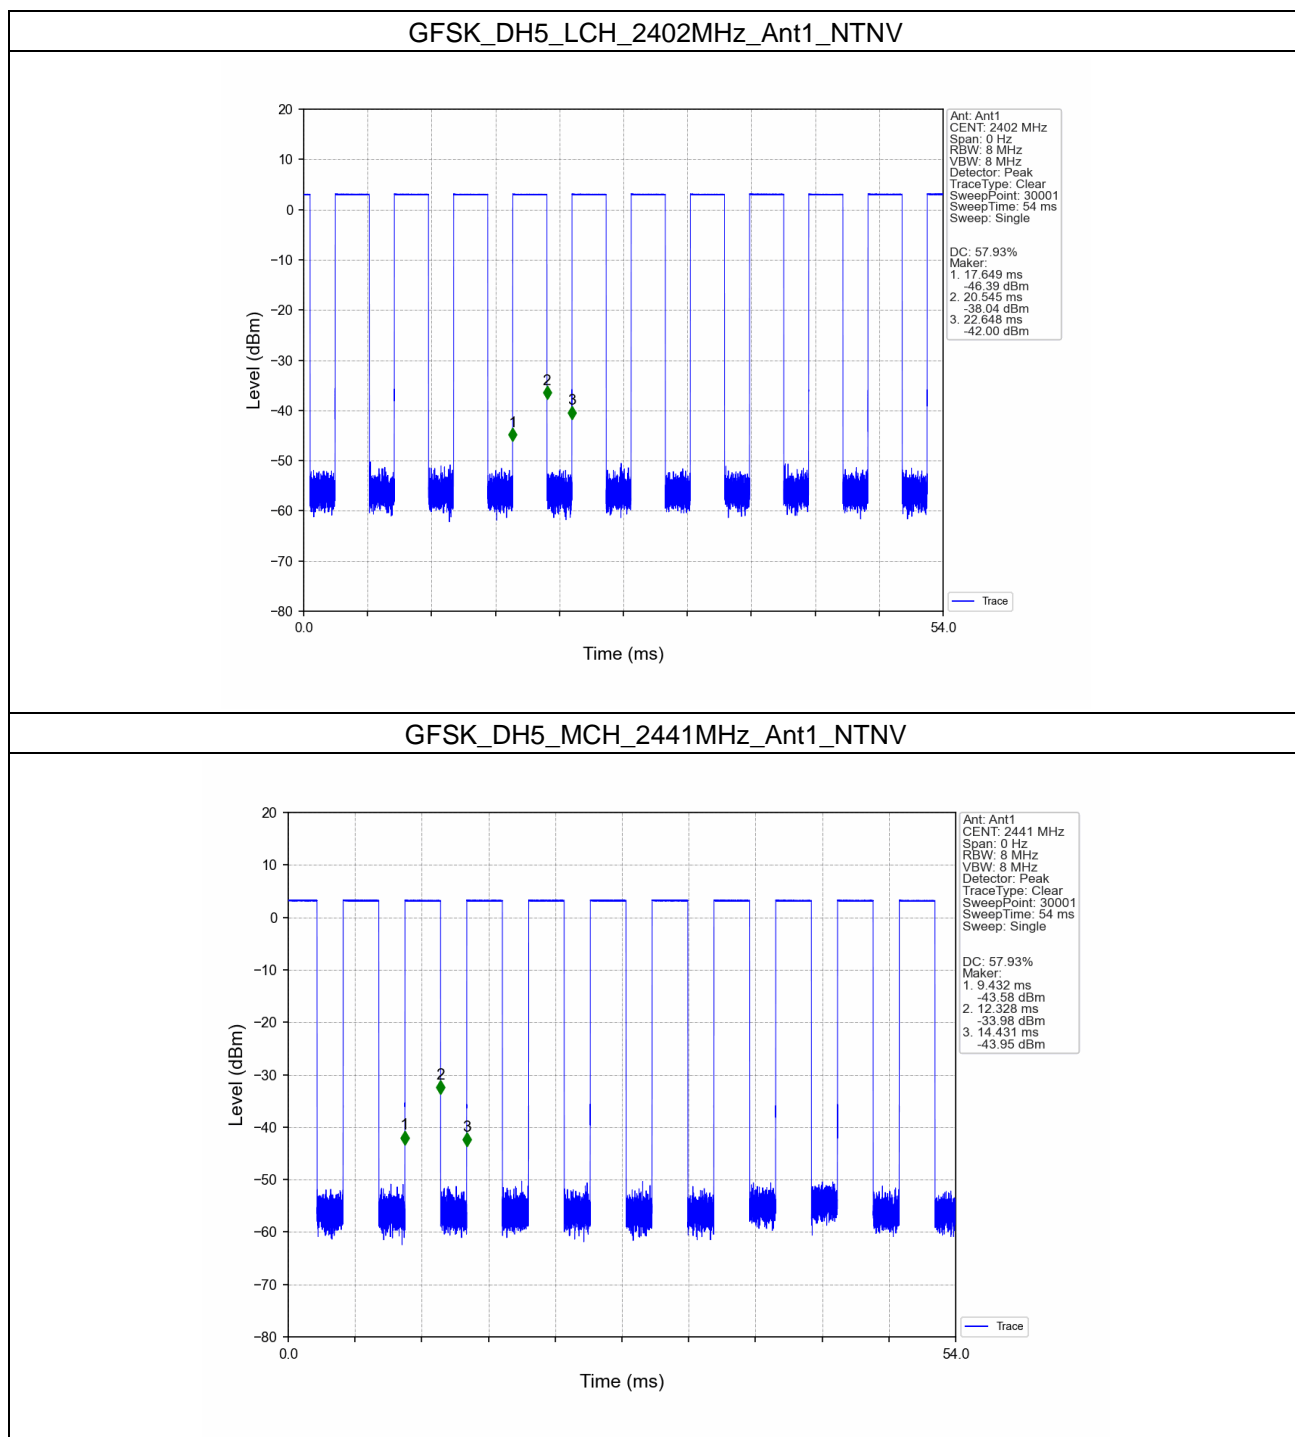 GFSK_DH5_LCH_2402MHz_Ant1_NTNV
20
10
0
−10
−20
−30
−40
−50
−60
−70
−80
Level (dBm)
1
2
3
0.0
54.0
Time (ms)
Ant: Ant1
CENT: 2402 MHz
Span: 0 Hz
RBW: 8 MHz
VBW: 8 MHz
Detector: Peak
TraceType: Clear
SweepPoint: 30001
SweepTime: 54 ms
Sweep: Single
DC: 57.93%
Maker:
1. 17.649 ms
-46.39 dBm
2. 20.545 ms
-38.04 dBm
3. 22.648 ms
-42.00 dBm
Trace
GFSK_DH5_MCH_2441MHz_Ant1_NTNV
20
10
0
−10
−20
−30
−40
−50
−60
−70
−80
Level (dBm)
1
2
3
0.0
54.0
Time (ms)
Ant: Ant1
CENT: 2441 MHz
Span: 0 Hz
RBW: 8 MHz
VBW: 8 MHz
Detector: Peak
TraceType: Clear
SweepPoint: 30001
SweepTime: 54 ms
Sweep: Single
DC: 57.93%
Maker:
1. 9.432 ms
-43.58 dBm
2. 12.328 ms
-33.98 dBm
3. 14.431 ms
-43.95 dBm
Trace